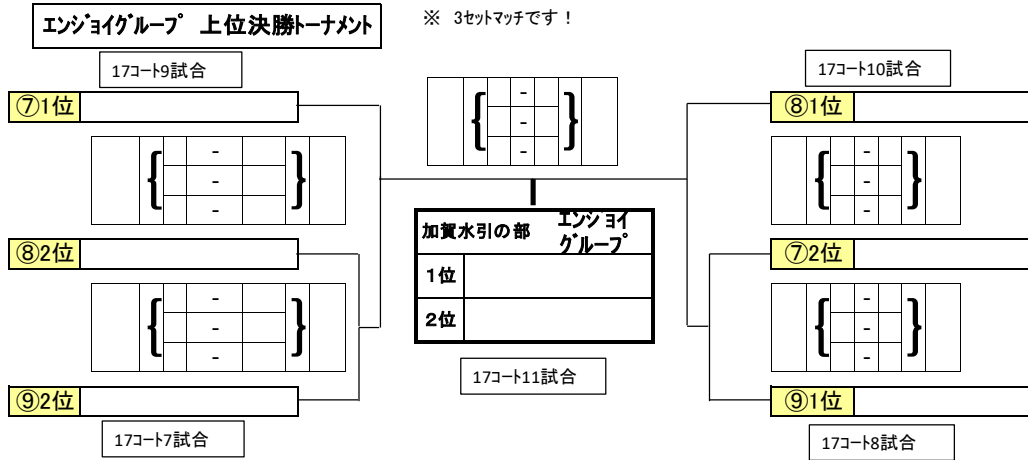 エンジョイグループ 上位決勝トーナメント
※ 3セットマッチです！
17コート9試合
17コート10試合
⑦1位
⑧1位
-
-
-
{ }
{ - }
{ - }
-
-
-
-
-
加賀水引の部 エンジョイグループ
⑧2位
⑦2位
1位
{ - }
{ - }
-
-
-
-
2位
17コート11試合
⑨2位
⑨1位
17コート7試合
17コート8試合